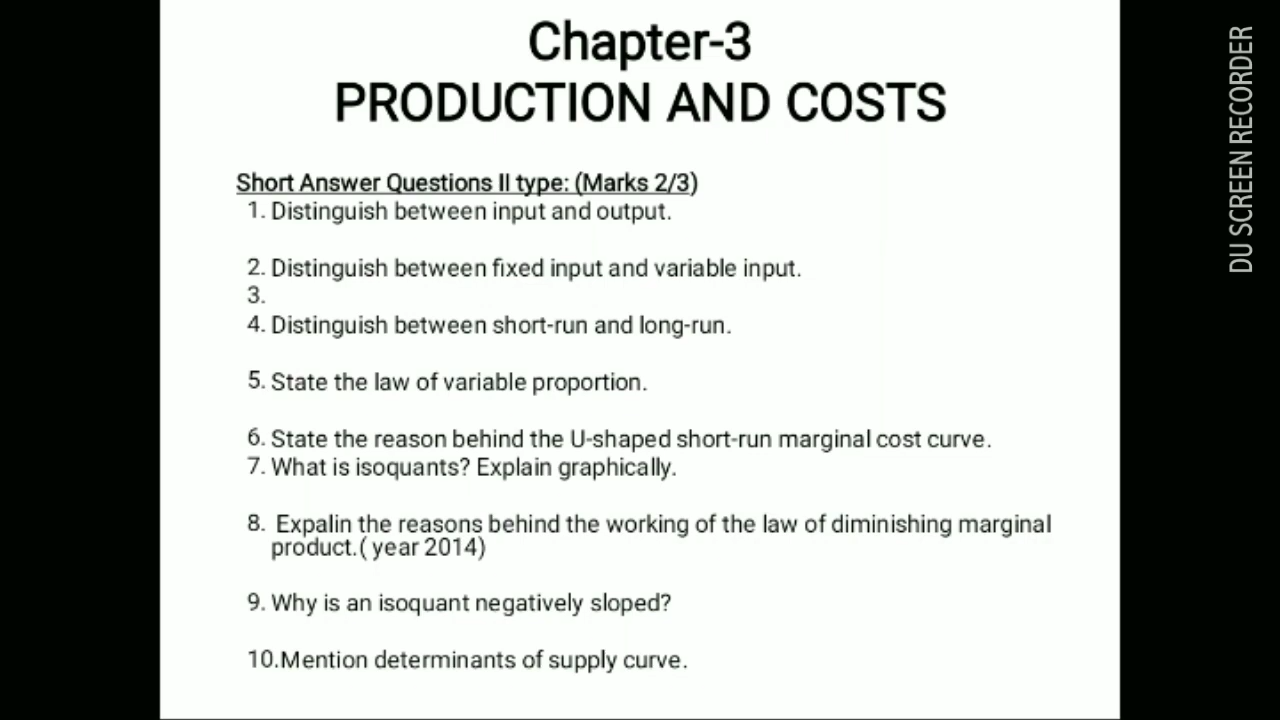 Chapter-3
PRODUCTION AND COSTS
Short Answer Questions II type: (Marks 2/3)
1. Distinguish between input and output.
2. Distinguish between fixed input and variable input.
3.
4. Distinguish between short-run and long-run.
5. State the law of variable proportion.
6. State the reason behind the U-shaped short-run marginal cost curve.
7. What is isoquants? Explain graphically.
8. Expalin the reasons behind the working of the law of diminishing marginal
product.( year 2014)
9. Why is an isoquant negatively sloped?
10.Mention determinants of supply curve.
DU SCREEN RECORDER